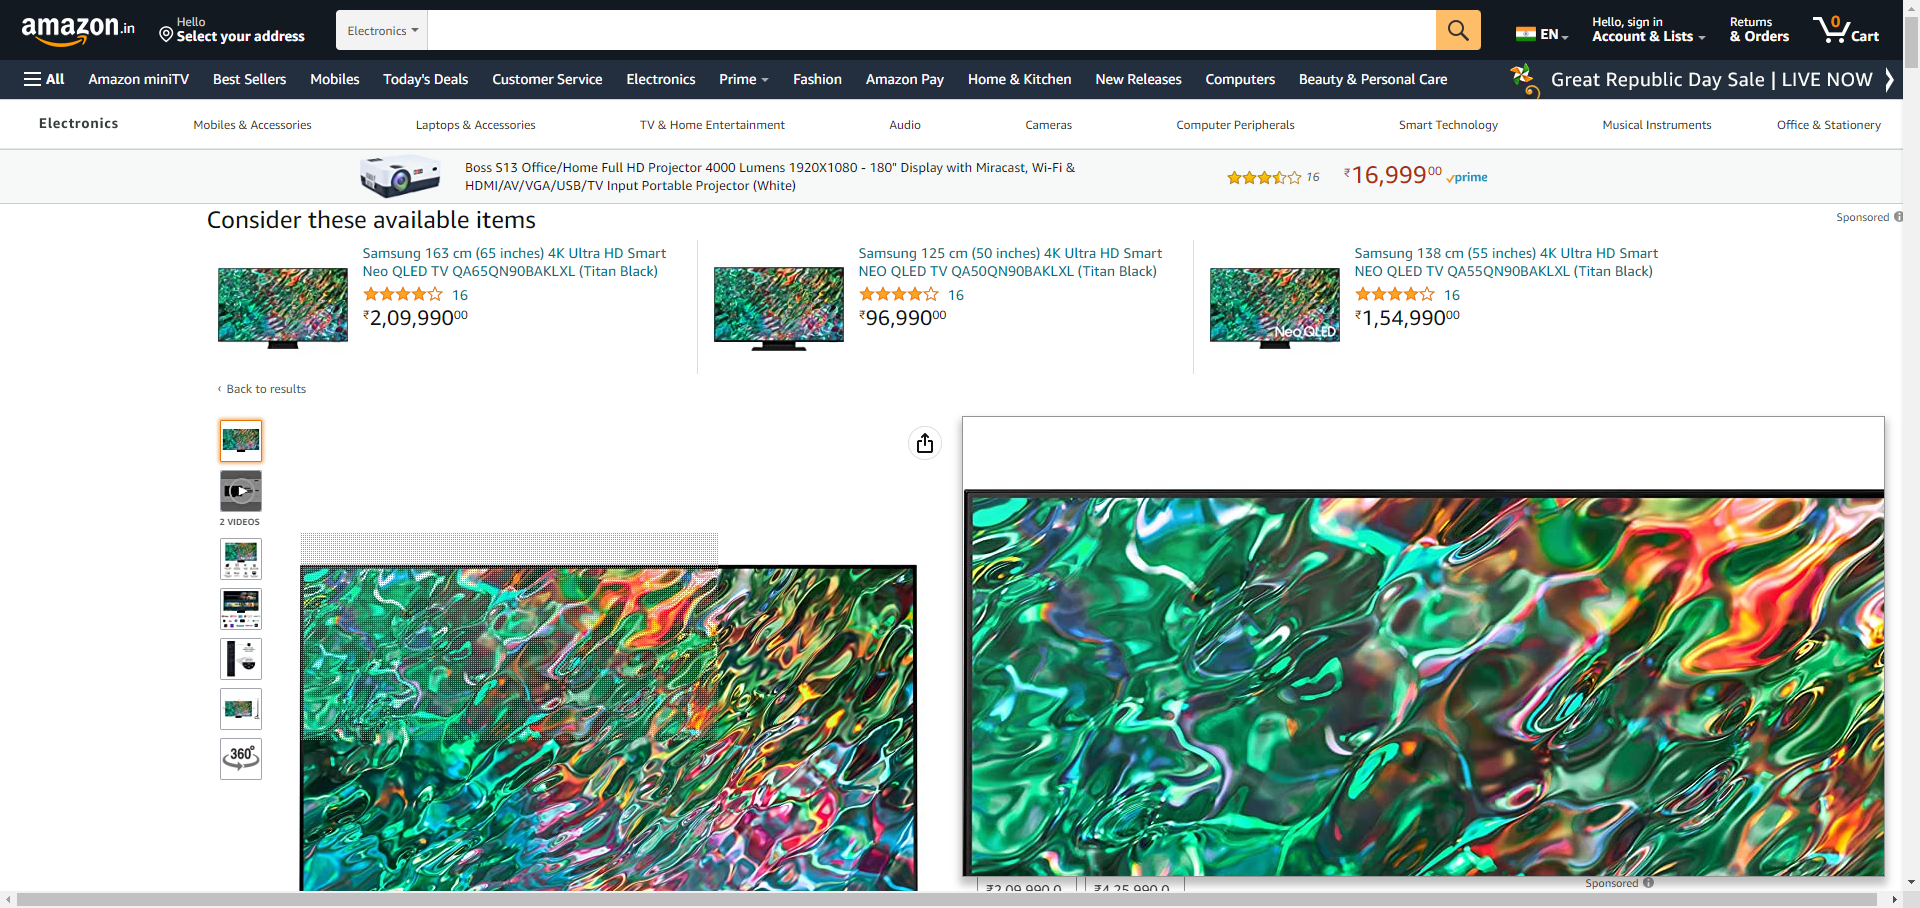 amazon.in
Hello
Select your address
Electronics
EN
Hello, sign in
Account & Lists
Returns
& Orders
0
Cart
All
Amazon miniTV
Best Sellers
Mobiles
Today's Deals
Customer Service
Electronics
Prime
Fashion
Amazon Pay
Home & Kitchen
New Releases
Computers
Beauty & Personal Care
Great Republic Day Sale | LIVE NOW
Electronics
Mobiles & Accessories
Laptops & Accessories
TV & Home Entertainment
Audio
Cameras
Computer Peripherals
Smart Technology
Musical Instruments
Office & Stationery
Boss S13 Office/Home Full HD Projector 4000 Lumens 1920X1080 - 180" Display with Miracast, Wi-Fi &
HDMI/AV/VGA/USB/TV Input Portable Projector (White)
16
₹16,99900
prime
Consider these available items
Sponsored
Samsung 163 cm (65 inches) 4K Ultra HD Smart
Neo QLED TV QA65QN90BAKLXL (Titan Black)
16
₹2,09,99000
Samsung 125 cm (50 inches) 4K Ultra HD Smart
NEO QLED TV QA50QN90BAKLXL (Titan Black)
16
₹96,99000
Neo QLED
Samsung 138 cm (55 inches) 4K Ultra HD Smart
NEO QLED TV QA55QN90BAKLXL (Titan Black)
16
₹1,54,99000
‹ Back to results
2 VIDEOS
360°
₹2,09,990.0
₹4,25,990.0
Sponsored